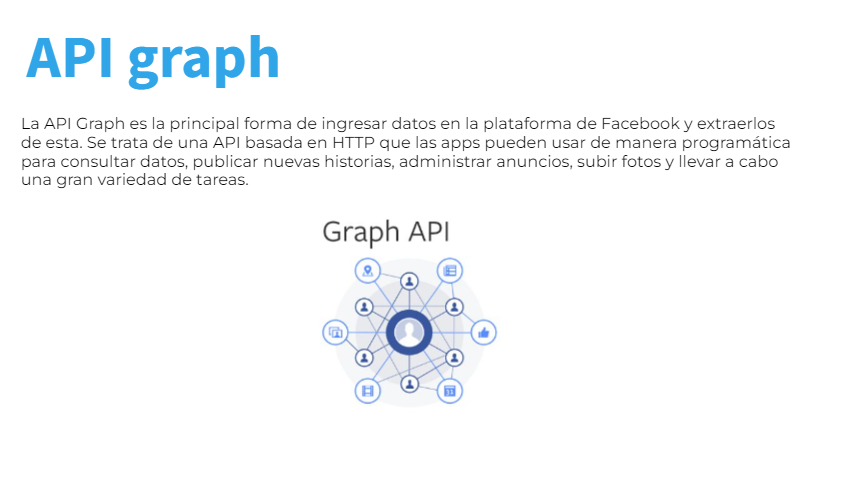 API graph
La API Graph es la principal forma de ingresar datos en la plataforma de Facebook y extraerlos
de esta. Se trata de una API basada en HTTP que las apps pueden usar de manera programática
para consultar datos, publicar nuevas historias, administrar anuncios, subir fotos y llevar a cabo
una gran variedad de tareas.
Graph API